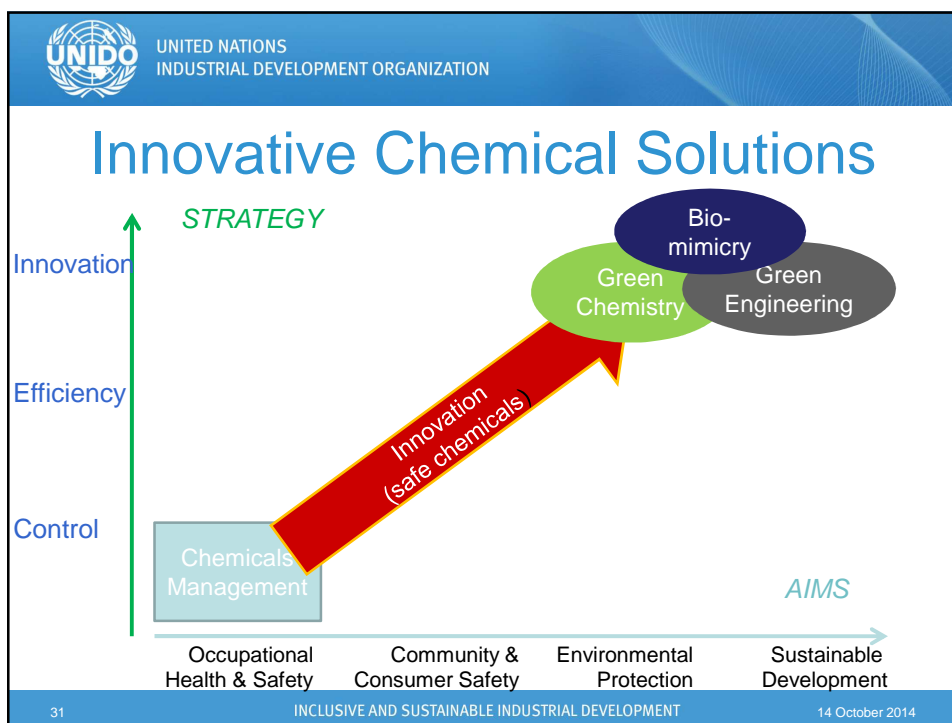 UNIDO
UNITED NATIONS
INDUSTRIAL DEVELOPMENT ORGANIZATION
Innovative Chemical Solutions
STRATEGY
Innovation
Efficiency
Control
Bio-
mimicry
Green
Chemistry
Green
Engineering
Innovation
(safe chemicals)
Chemicals
Management
AIMS
Occupational
Health & Safety
Community &
Consumer Safety
Environmental
Protection
Sustainable
Development
31
INCLUSIVE AND SUSTAINABLE INDUSTRIAL DEVELOPMENT
14 October 2014